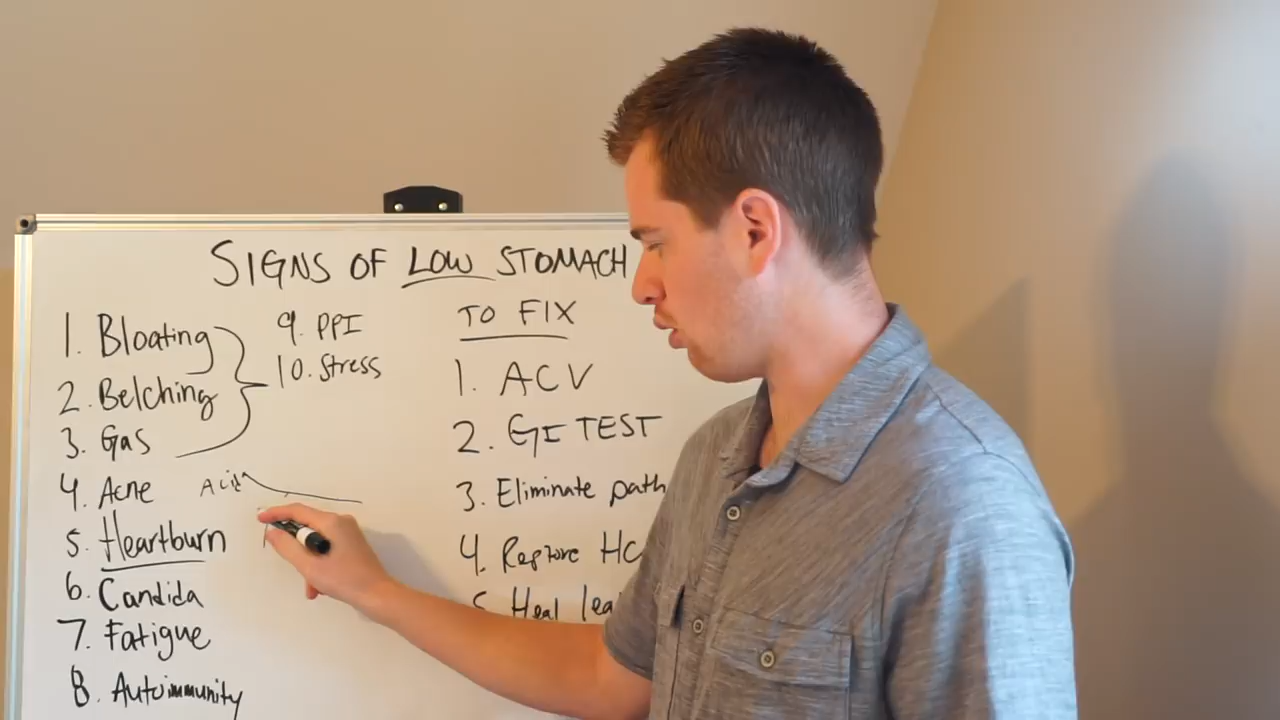 SIGNS OF LOW STOMACH
1. Bloating
2. Belching
3. Gas
4. Acne
5. Heartburn
6. Candida
7. Fatigue
8. Autoimmunity
9. PPI
10. Stress
Acid
TO FIX
1. ACV
2. GI TEST
3. Eliminate path
4. Restore HC
5. Heal lea